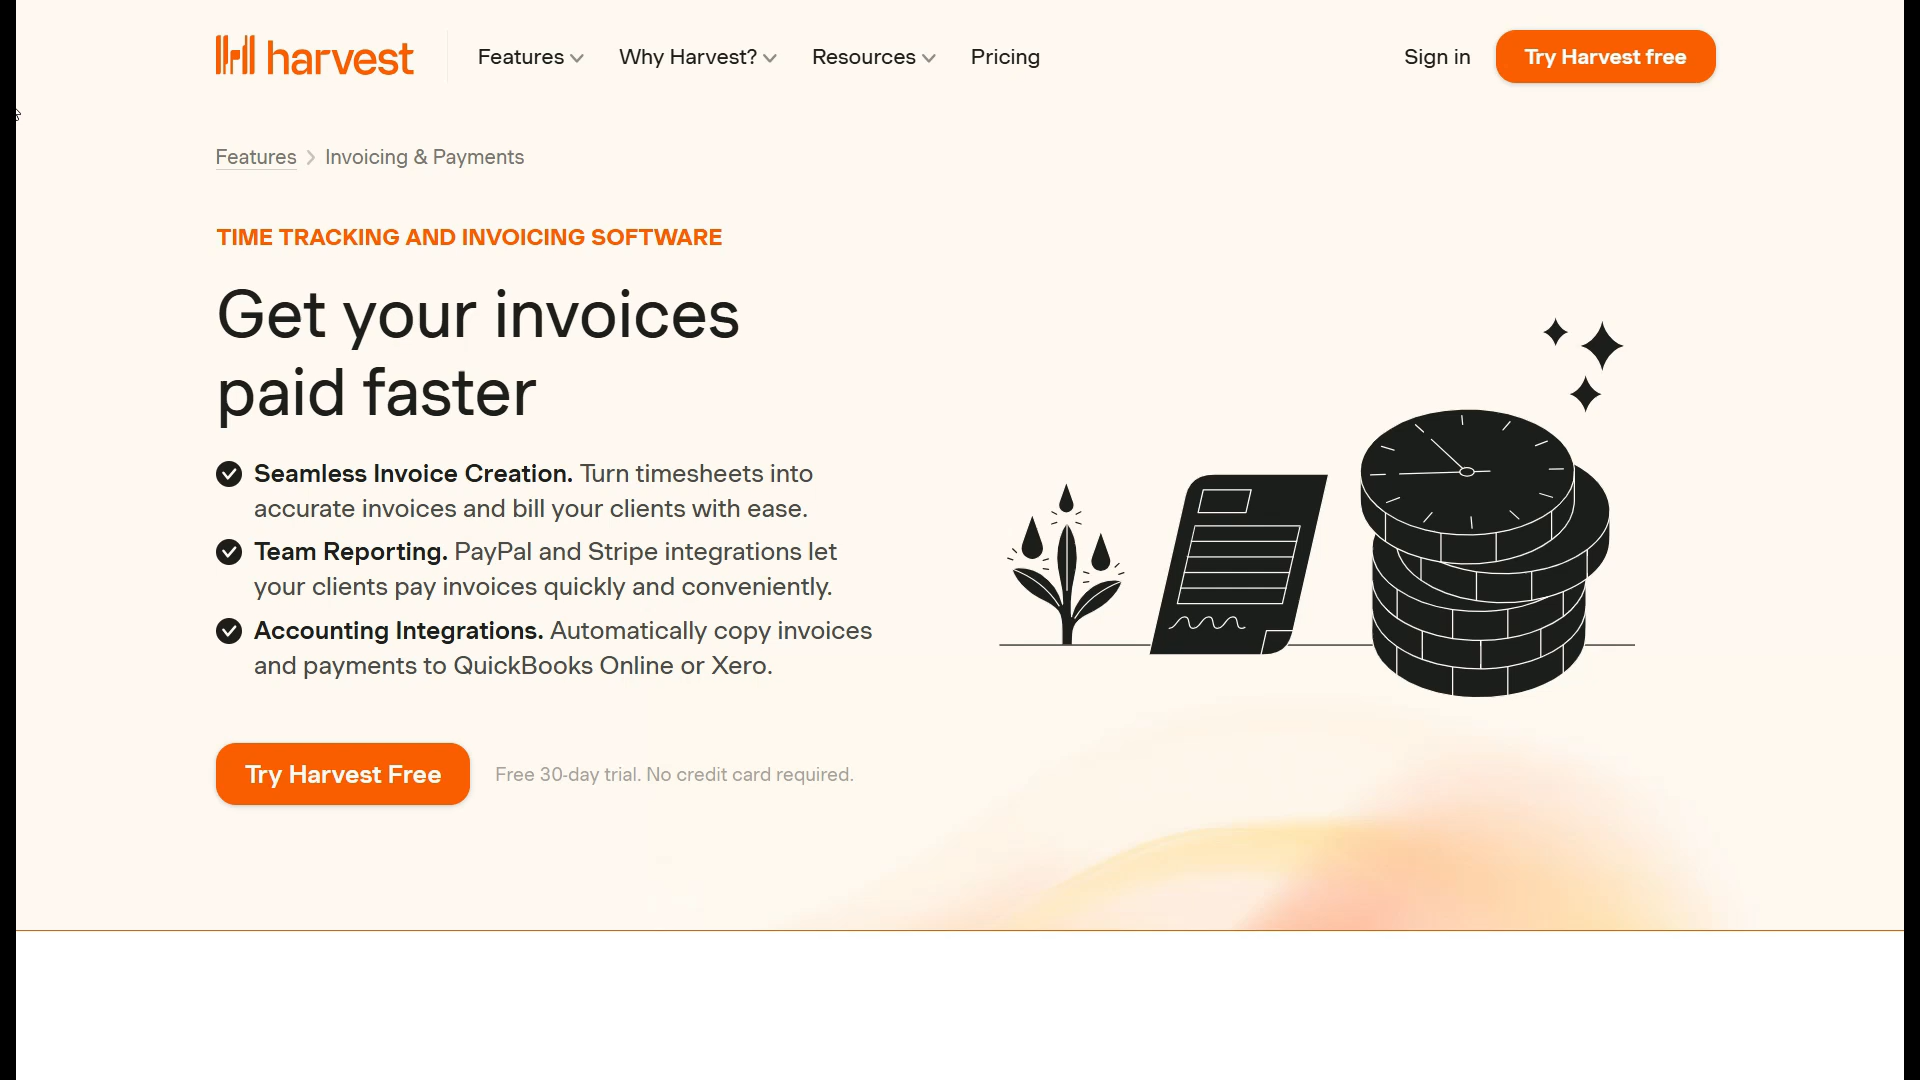 harvest
Features
Why Harvest?
Resources
Pricing
Sign in
Try Harvest free
Features
Invoicing & Payments
TIME TRACKING AND INVOICING SOFTWARE
Get your invoices
paid faster
Seamless Invoice Creation. Turn timesheets into
accurate invoices and bill your clients with ease.
Team Reporting. PayPal and Stripe integrations let
your clients pay invoices quickly and conveniently.
Accounting Integrations. Automatically copy invoices
and payments to QuickBooks Online or Xero.
Try Harvest Free
Free 30-day trial. No credit card required.